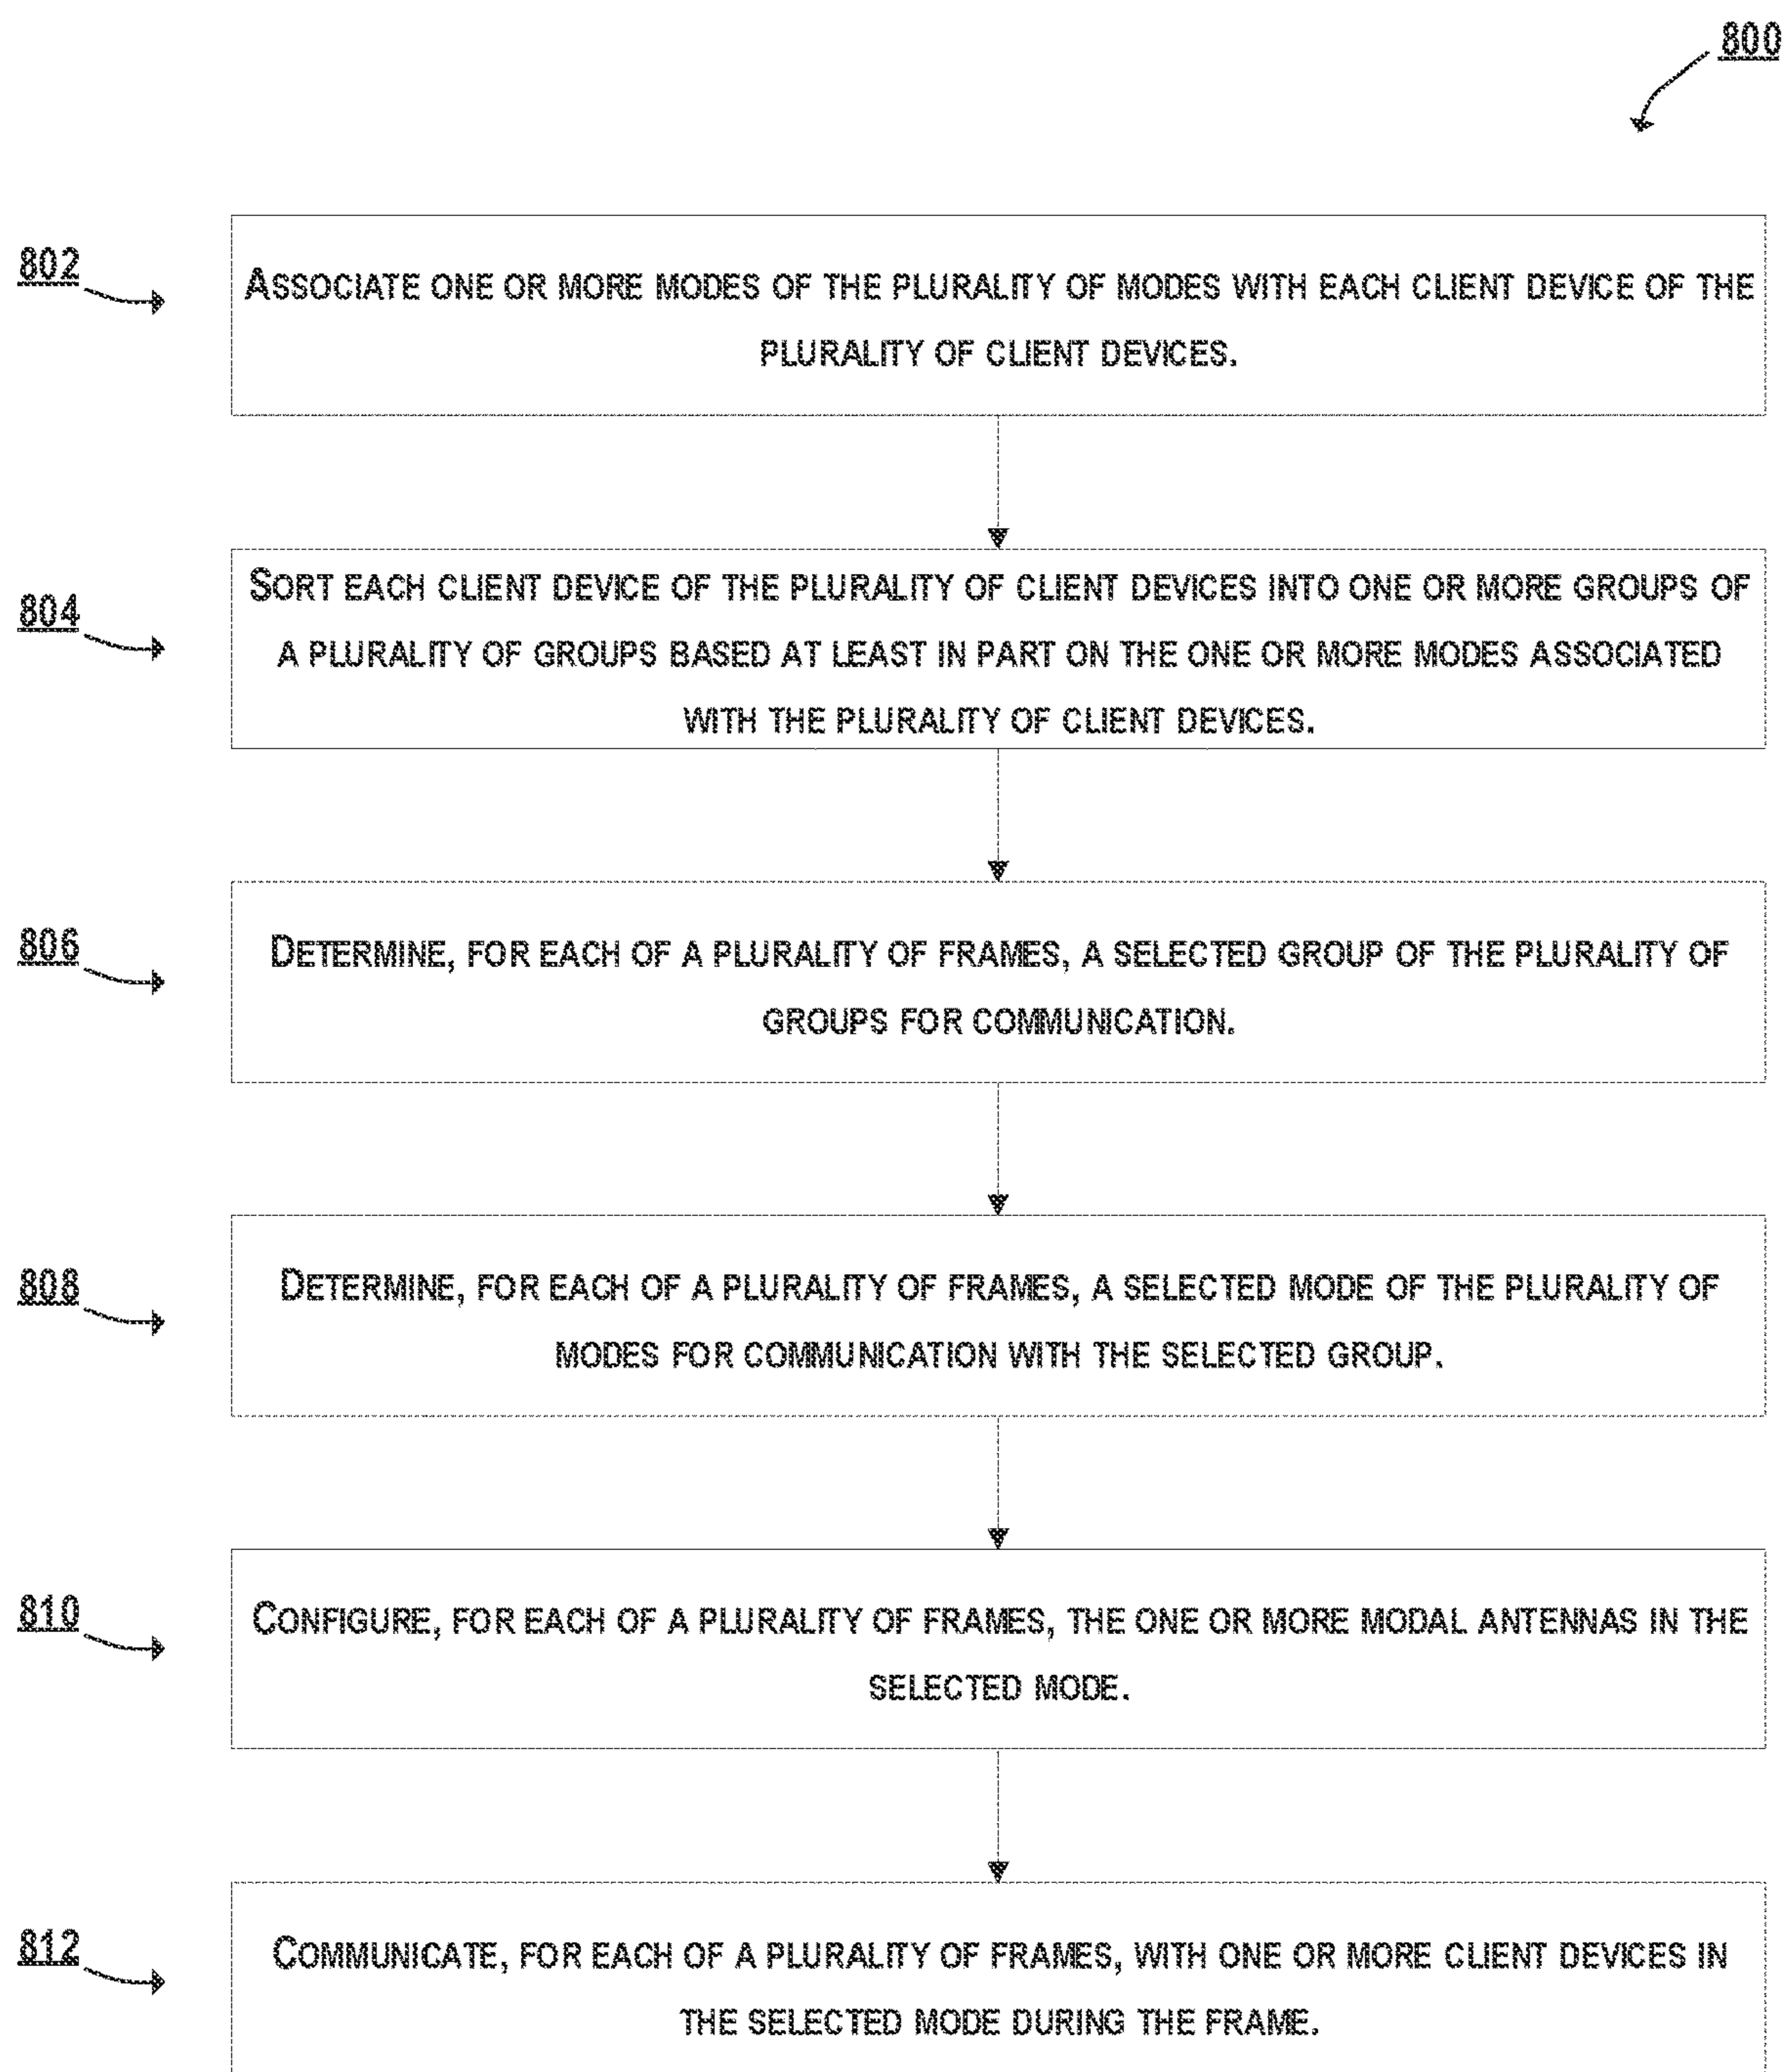 800
802
ASSOCIATE ONE OR MORE MODES OF THE PLURALITY OF MODES WITH EACH CLIENT DEVICE OF THE
PLURALITY OF CLIENT DEVICES.
804
SORT EACH CLIENT DEVICE OF THE PLURALITY OF CLIENT DEVICES INTO ONE OR MORE GROUPS OF
A PLURALITY OF GROUPS BASED AT LEAST IN PART ON THE ONE OR MORE MODES ASSOCIATED
WITH THE PLURALITY OF CLIENT DEVICES.
806
DETERMINE, FOR EACH OF A PLURALITY OF FRAMES, A SELECTED GROUP OF THE PLURALITY OF
GROUPS FOR COMMUNICATION.
808
DETERMINE, FOR EACH OF A PLURALITY OF FRAMES, A SELECTED MODE OF THE PLURALITY OF
MODES FOR COMMUNICATION WITH THE SELECTED GROUP.
810
CONFIGURE, FOR EACH OF A PLURALITY OF FRAMES, THE ONE OR MORE MODAL ANTENNAS IN THE
SELECTED MODE.
812
COMMUNICATE, FOR EACH OF A PLURALITY OF FRAMES, WITH ONE OR MORE CLIENT DEVICES IN
THE SELECTED MODE DURING THE FRAME.